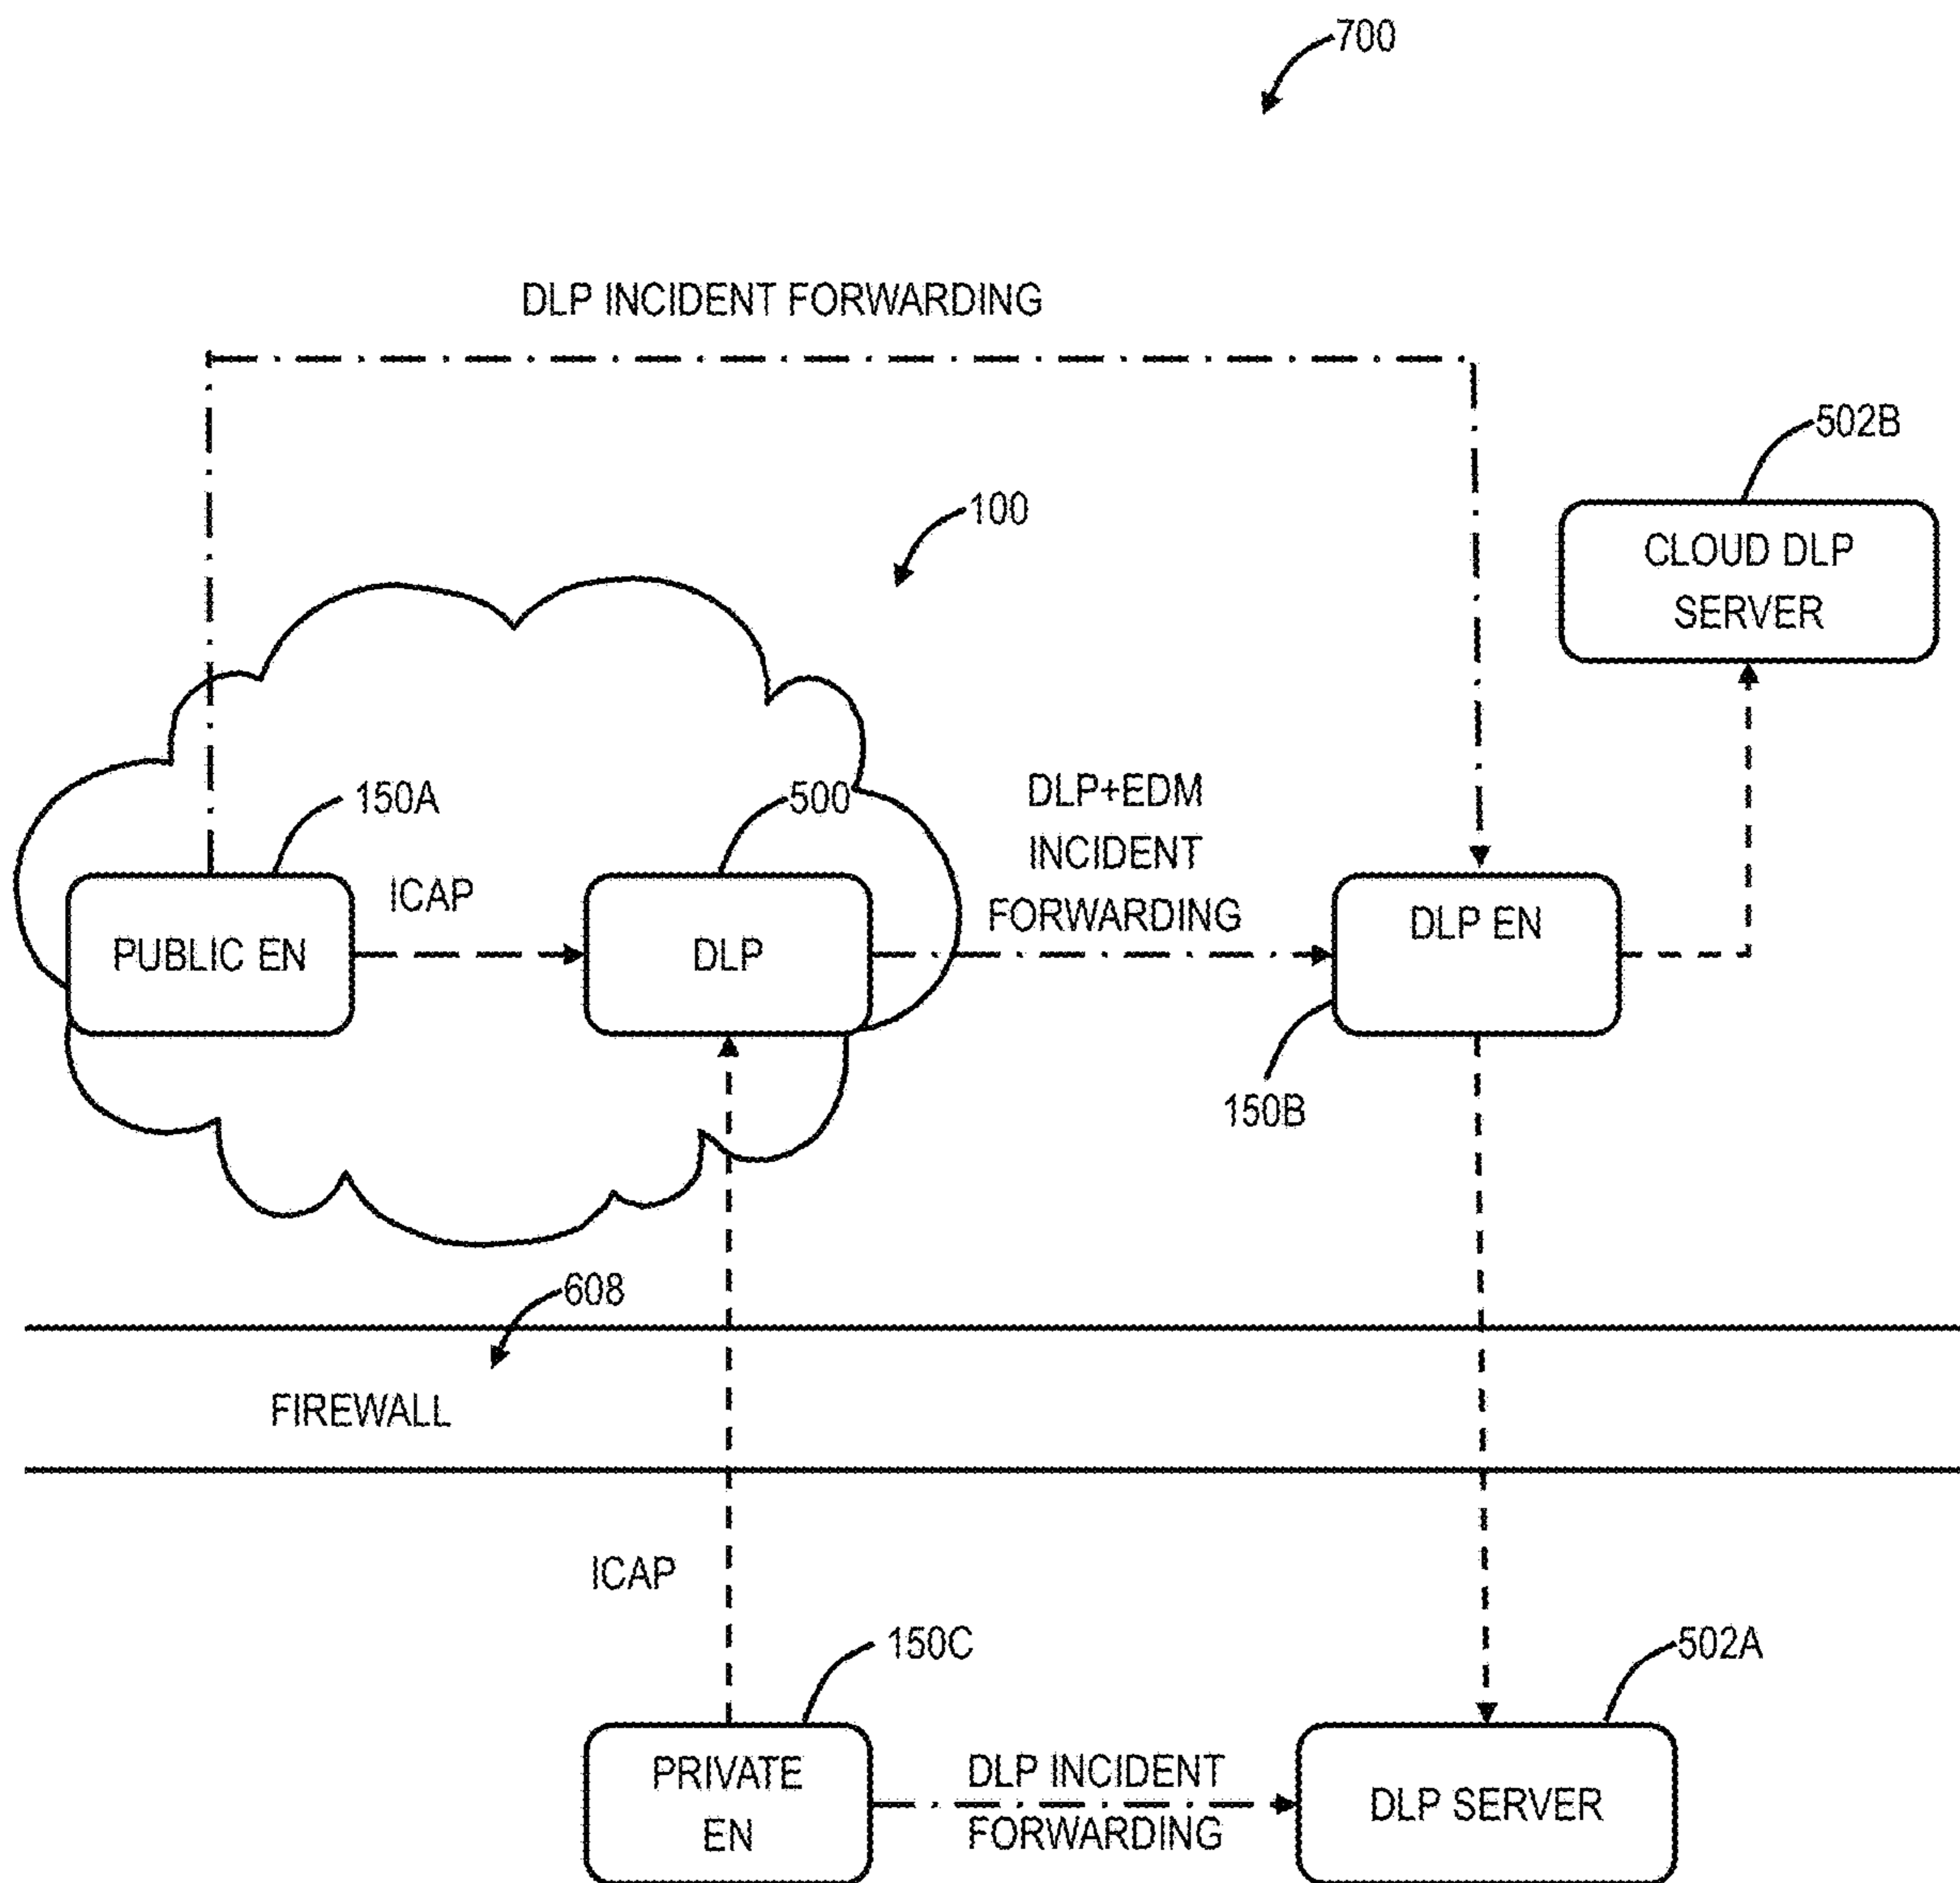 700
DLP INCIDENT FORWARDING
502B
100
CLOUD DLP
SERVER
150A
500
DLP+EDM
INCIDENT
FORWARDING
ICAP
PUBLIC EN
DLP
DLP EN
150B
608
FIREWALL
ICAP
150C
502A
PRIVATE
EN
DLP INCIDENT
FORWARDING
DLP SERVER